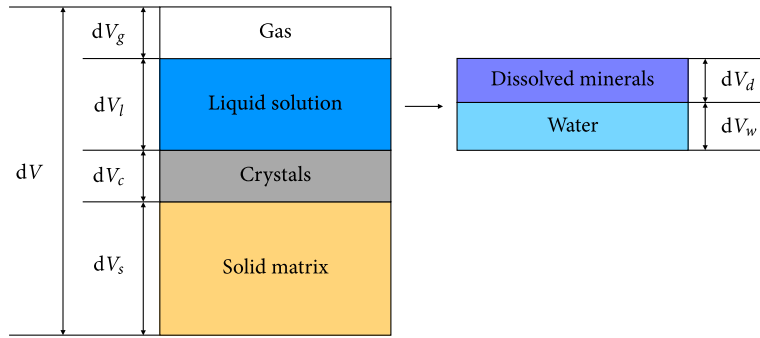 dV
dV_g
dV_l
dV_c
dV_s
Gas
Liquid solution
Crystals
Solid matrix
Dissolved minerals
Water
dV_d
dV_w